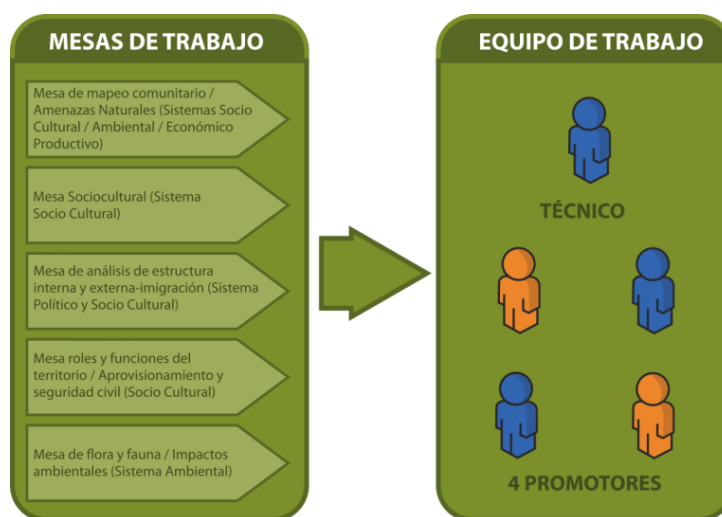 MESAS DE TRABAJO
Mesa de mapeo comunitario /
Amenazas Naturales (Sistemas Socio
Cultural / Ambiental / Económico
Productivo)
Mesa Sociocultural (Sistema
Socio Cultural)
Mesa de análisis de estructura
interna y externa-imigración (Sistema
Político y Socio Cultural)
Mesa roles y funciones del
territorio / Aprovisionamiento y
seguridad civil (Socio Cultural)
Mesa de flora y fauna / Impactos
ambientales (Sistema Ambiental)
EQUIPO DE TRABAJO
TÉCNICO
4 PROMOTORES